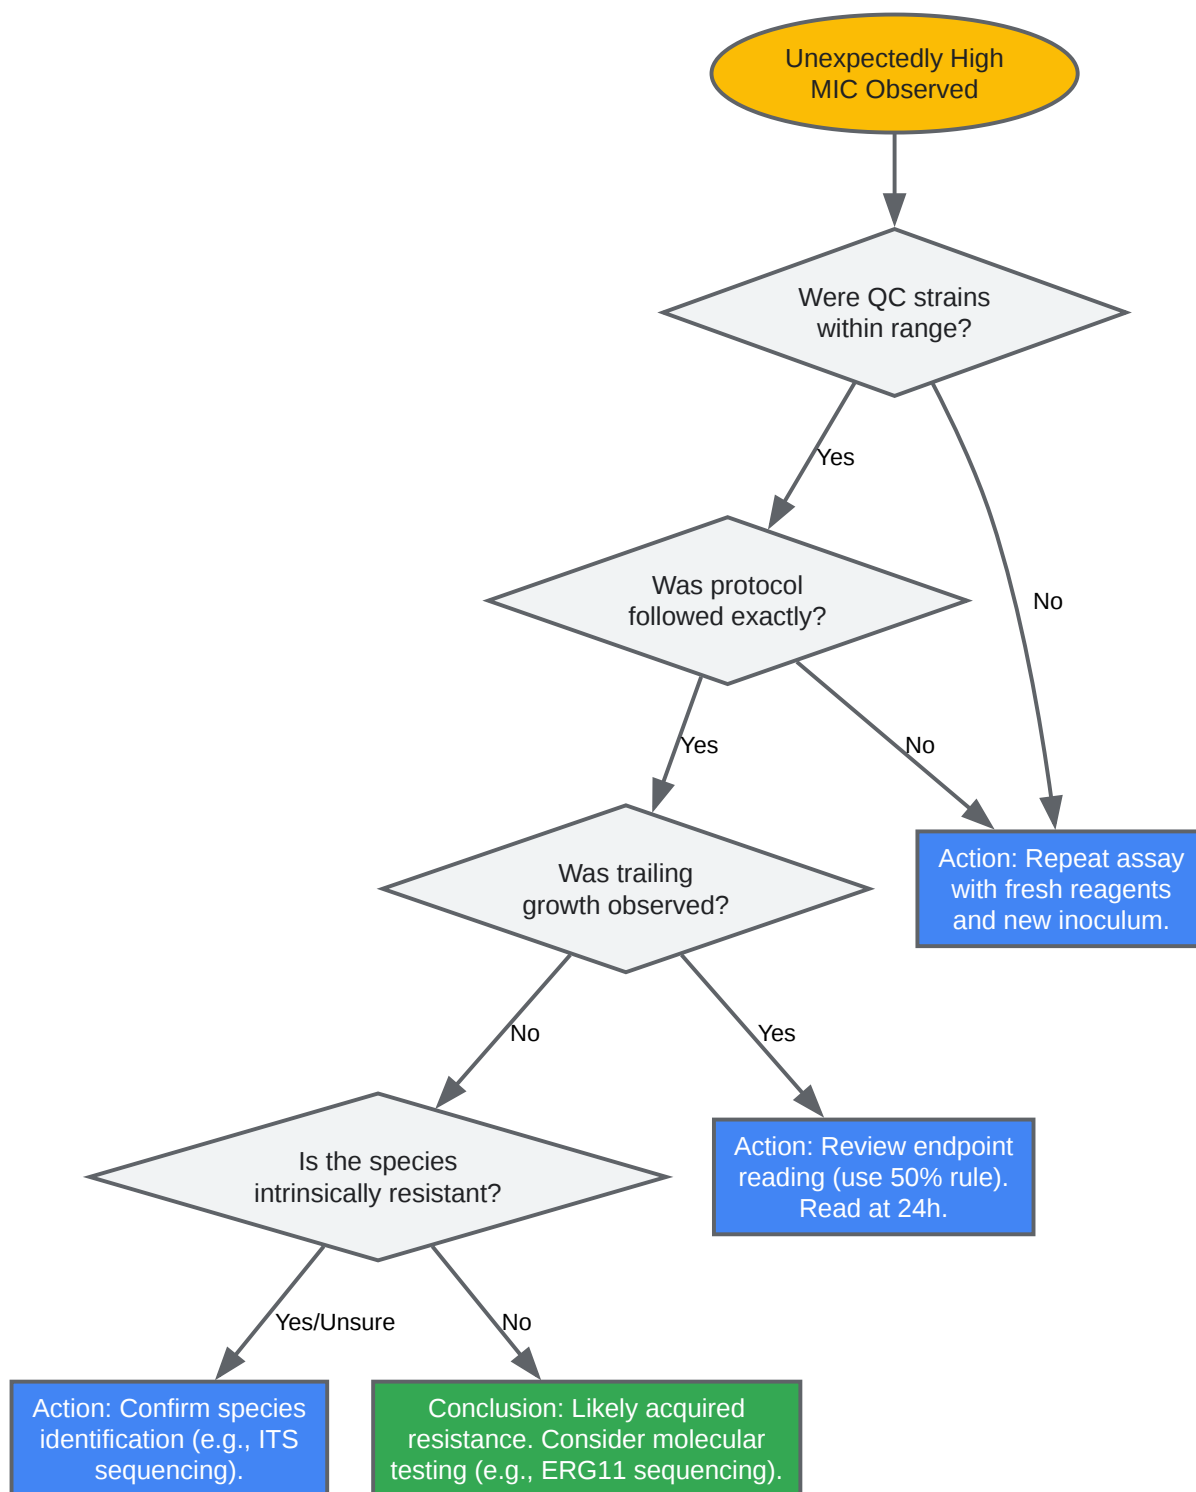 Unexpectedly High
MIC Observed
Were QC strains
within range?
Yes
No
Was protocol
followed exactly?
Yes
No
Was trailing
growth observed?
Action: Repeat assay
with fresh reagents
and new inoculum.
No
Yes
Is the species
intrinsically resistant?
Action: Review endpoint
reading (use 50% rule).
Read at 24h.
Yes/Unsure
No
Action: Confirm species
identification (e.g., ITS
sequencing).
Conclusion: Likely acquired
resistance. Consider molecular
testing (e.g., ERG11 sequencing).